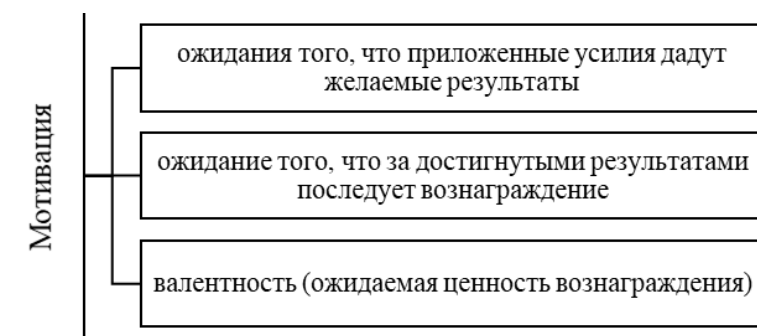 Мотивация
ожидания того, что приложенные усилия дадут
желаемые результаты
ожидание того, что за достигнутыми результатами
последует вознаграждение
валентность (ожидаемая ценность вознаграждения)